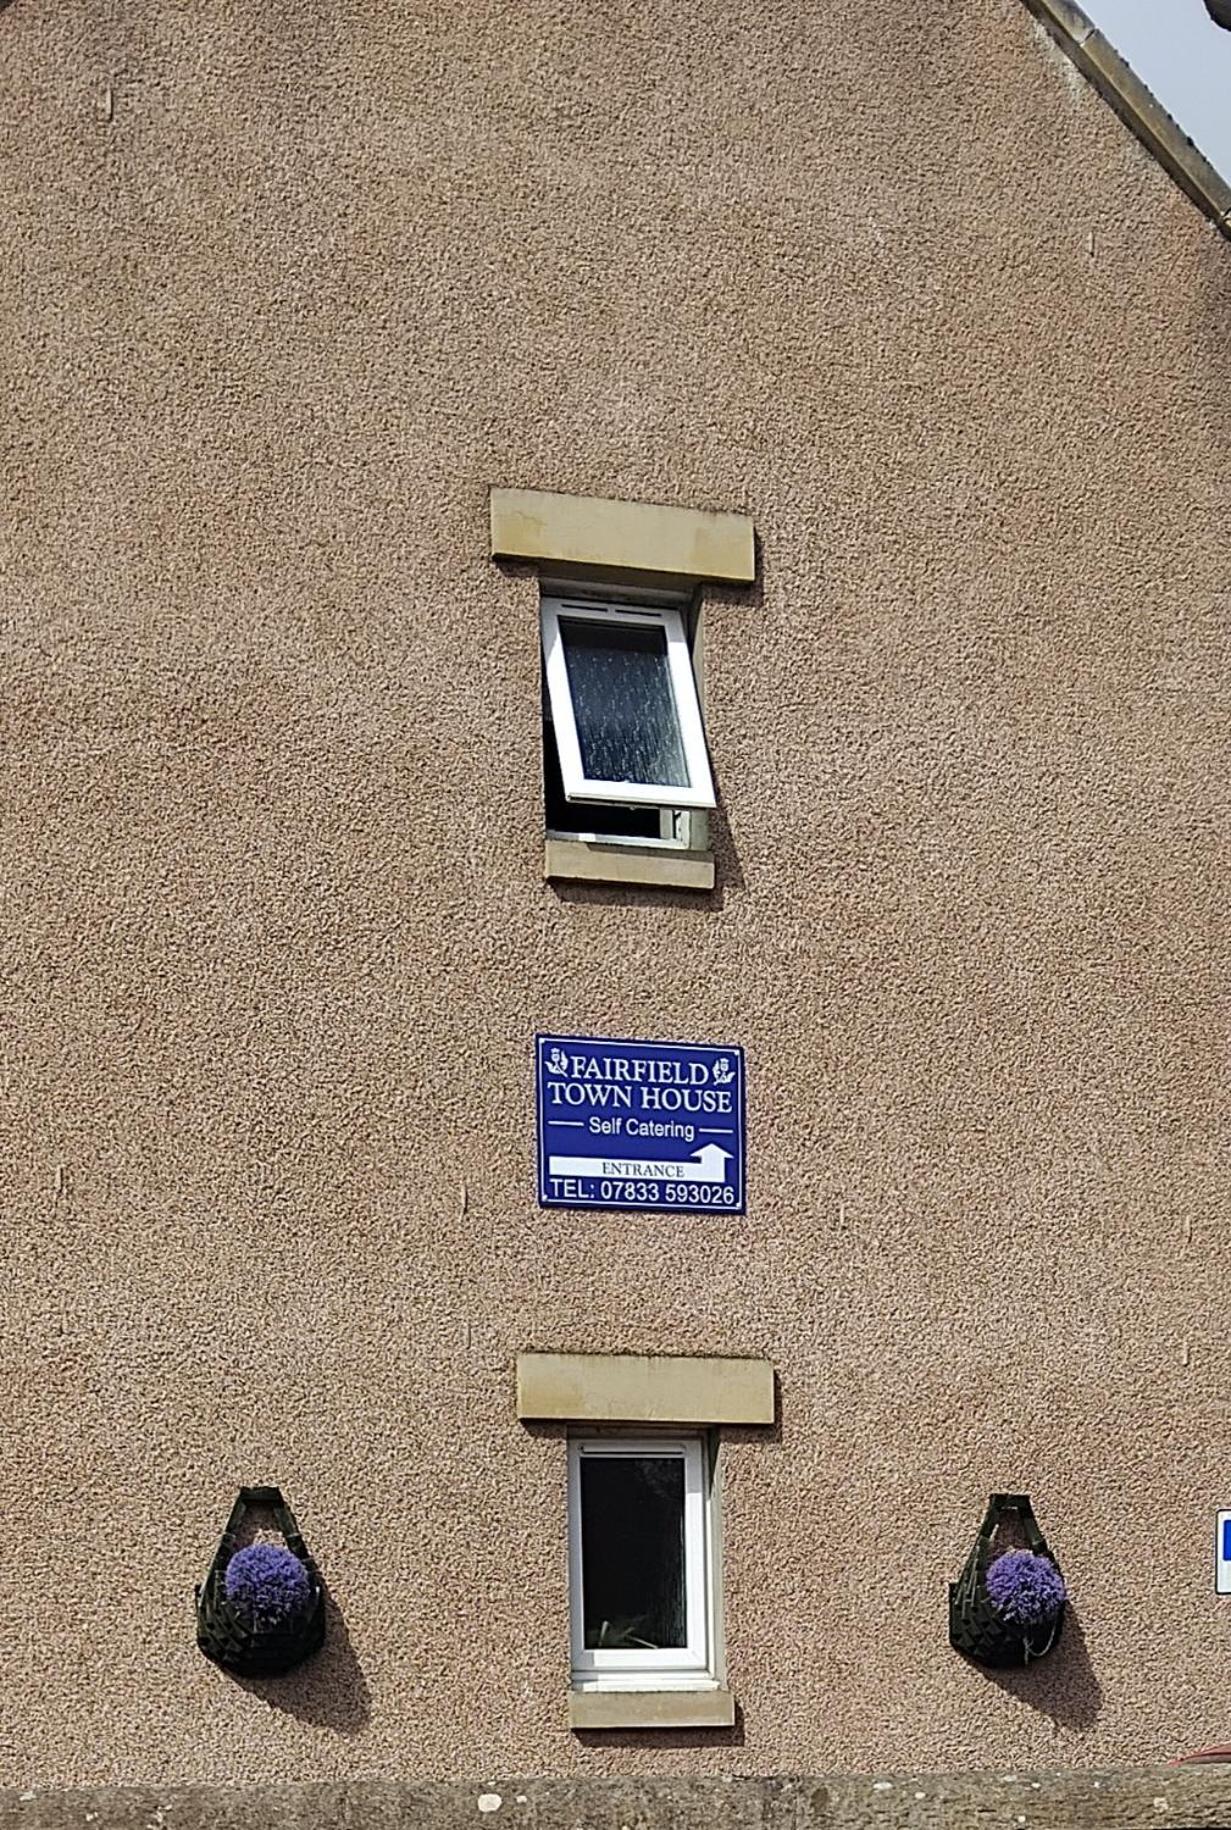 FAIRFIELD
TOWN HOUSE
Self Catering
ENTRANCE
TEL: 07833 593026